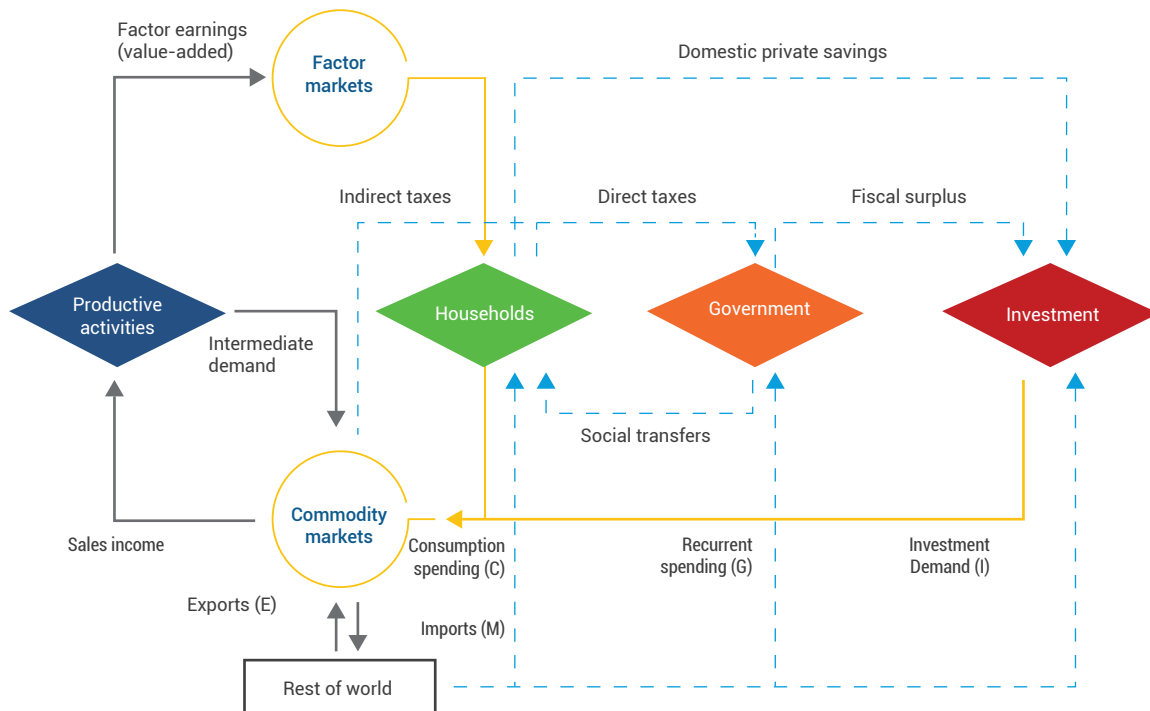 Factor earnings
(value-added)
Factor
markets
Domestic private savings
Indirect taxes
Direct taxes
Fiscal surplus
Productive
activities
Households
Government
Investment
Intermediate
demand
Social transfers
Commodity
markets
Sales income
Consumption
spending (C)
Recurrent
spending (G)
Investment
Demand (I)
Exports (E)
Imports (M)
Rest of world